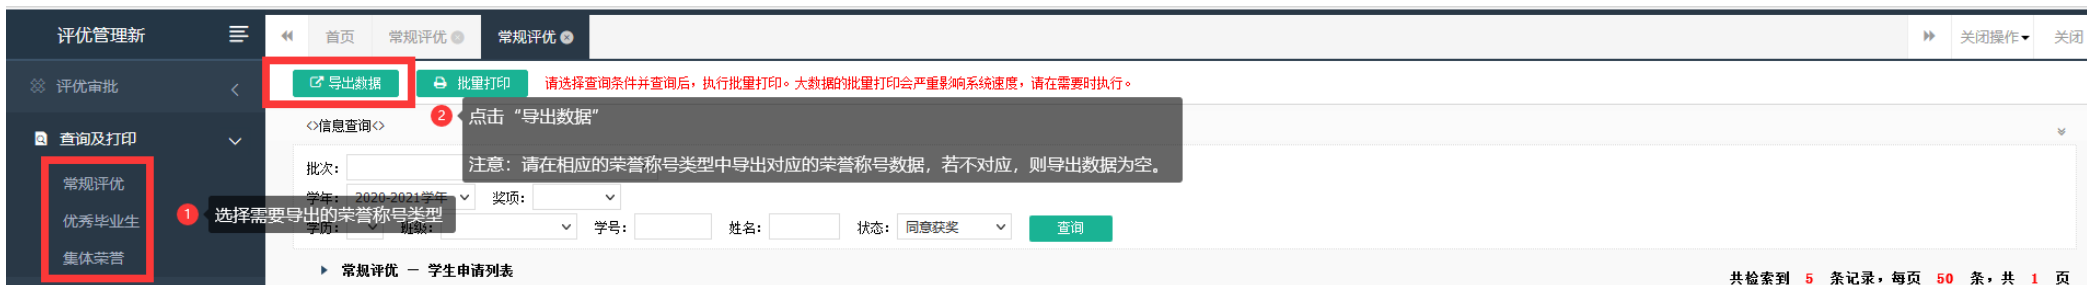 评优管理新
首页 常规评优 常规评优
关闭操作 关闭
评优审批
导出数据 批量打印 请选择查询条件并查询后，执行批量打印。大数据的批量打印会严重影响系统速度，请在需要时执行。
2 点击“导出数据”
注意：请在相应的荣誉称号类型中导出对应的荣誉称号数据，若不对应，则导出数据为空。
<>信息查询<>
查询及打印
常规评优
优秀毕业生
集体荣誉
1 选择需要导出的荣誉称号类型
批次：
学年： 2020-2021学年 奖项：
学历： 班级： 学号： 姓名： 状态： 同意获奖 查询
常规评优 － 学生申请列表
共检索到 5 条记录，每页 50 条，共 1 页